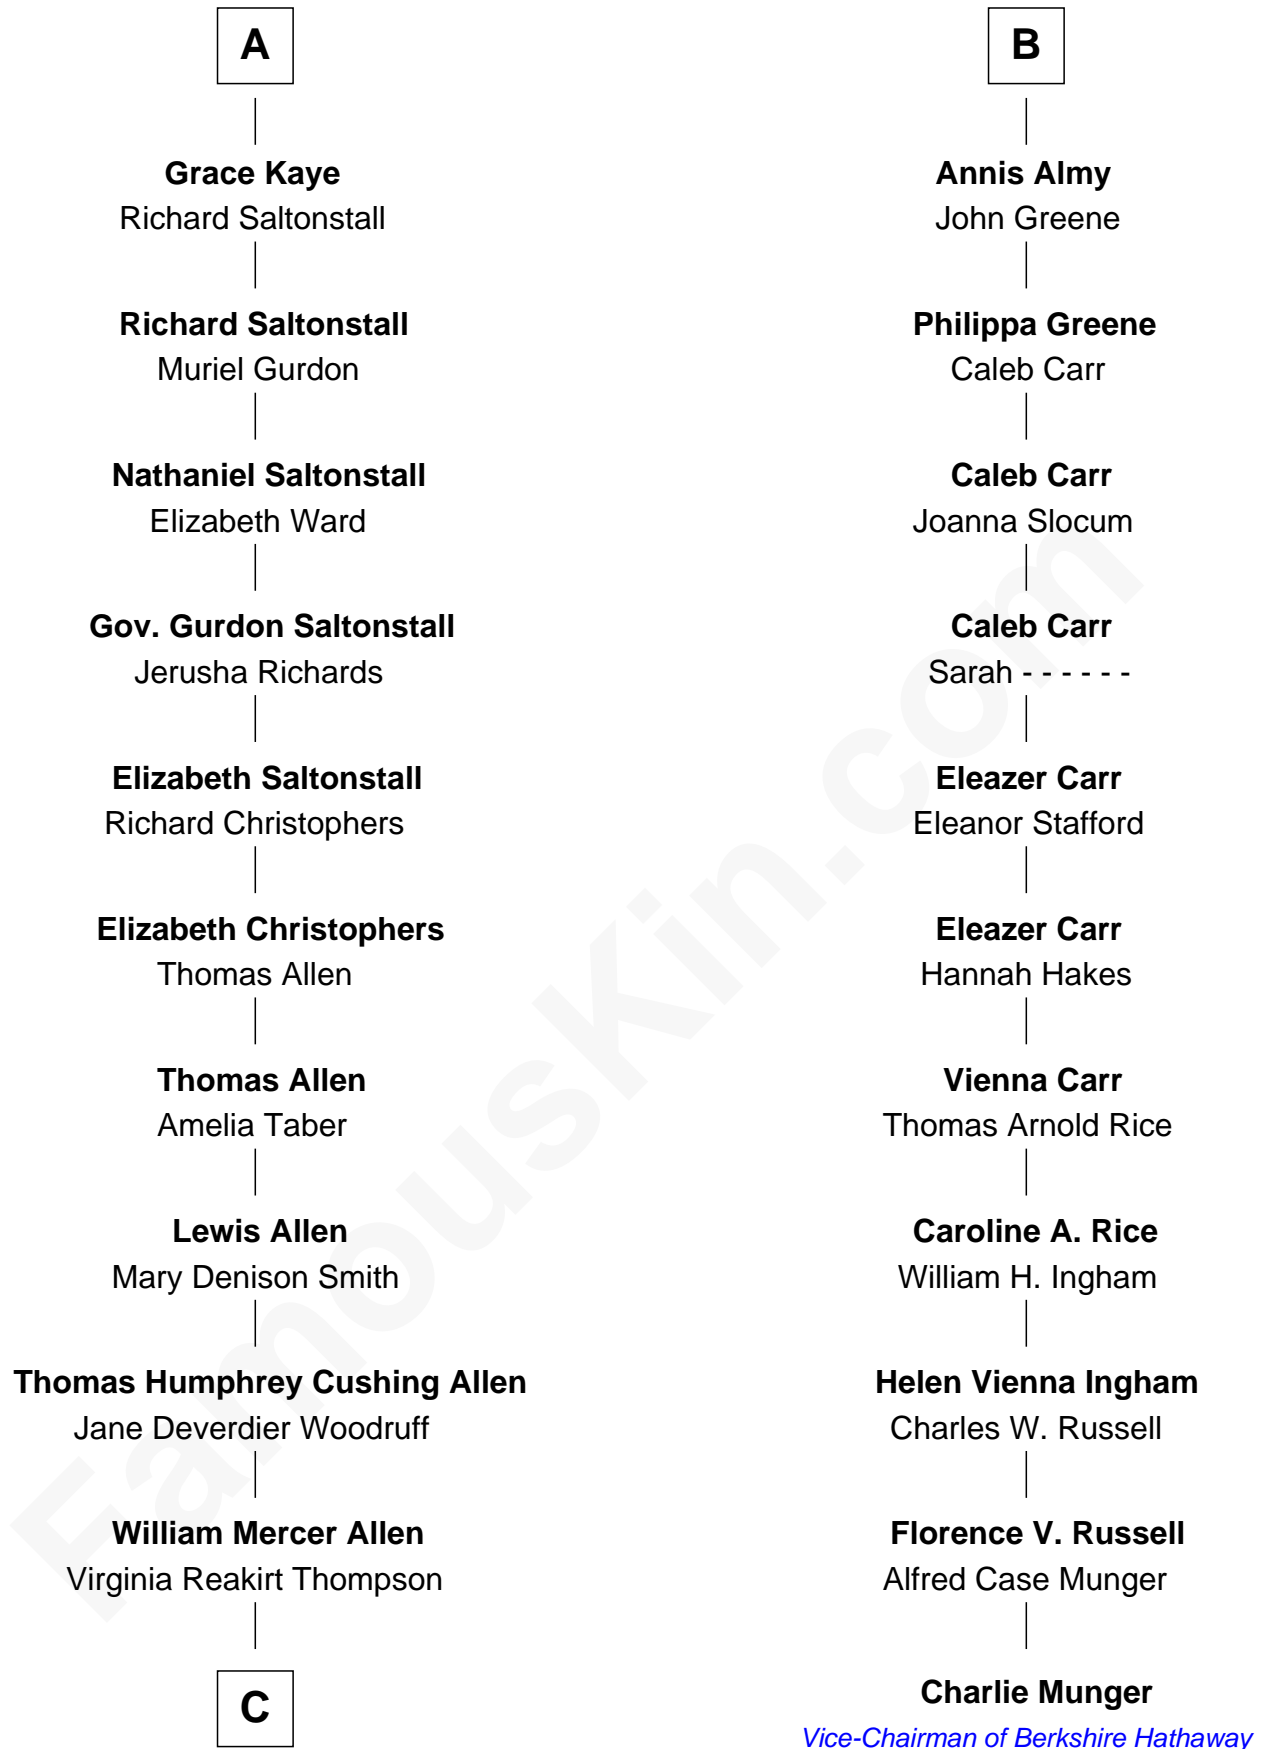 A
Grace Kaye
Richard Saltonstall
Richard Saltonstall
Muriel Gurdon
Nathaniel Saltonstall
Elizabeth Ward
Gov. Gurdon Saltonstall
Jerusha Richards
Elizabeth Saltonstall
Richard Christophers
Elizabeth Christophers
Thomas Allen
Thomas Allen
Amelia Taber
Lewis Allen
Mary Denison Smith
Thomas Humphrey Cushing Allen
Jane Deverdier Woodruff
William Mercer Allen
Virginia Reakirt Thompson
C
B
Annis Almy
John Greene
Philippa Greene
Caleb Carr
Caleb Carr
Joanna Slocum
Caleb Carr
Sarah - - - - - -
Eleazer Carr
Eleanor Stafford
Eleazer Carr
Hannah Hakes
Vienna Carr
Thomas Arnold Rice
Caroline A. Rice
William H. Ingham
Helen Vienna Ingham
Charles W. Russell
Florence V. Russell
Alfred Case Munger
Charlie Munger
Vice-Chairman of Berkshire Hathaway
FamousKin.com